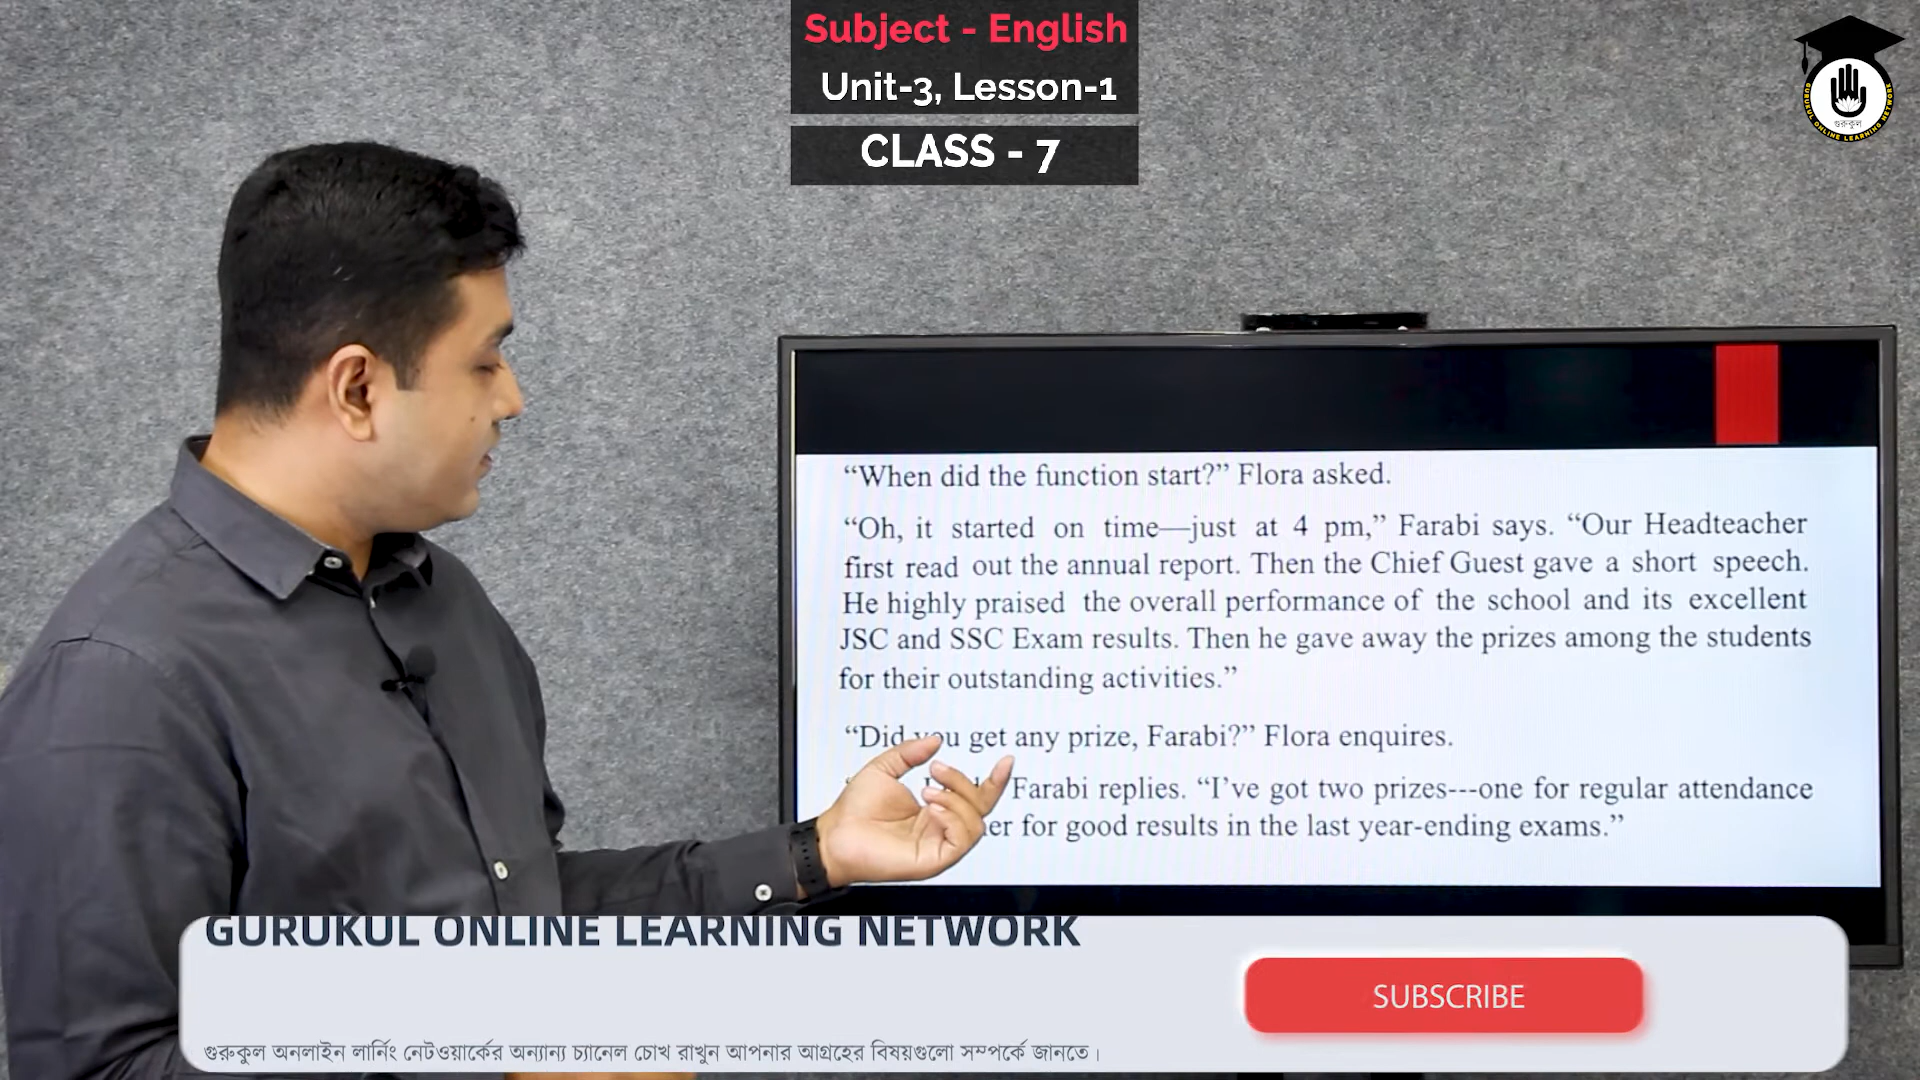 Subject - English
Unit-3, Lesson-1
CLASS - 7
GURUKUL ONLINE LEARNING NETWORK
গুরুকুল
“When did the function start?” Flora asked.
“Oh, it started on time—just at 4 pm,” Farabi says. “Our Headteacher
first read out the annual report. Then the Chief Guest gave a short speech.
He highly praised the overall performance of the school and its excellent
JSC and SSC Exam results. Then he gave away the prizes among the students
for their outstanding activities.”
“Did you get any prize, Farabi?” Flora enquires.
Farabi replies. “I’ve got two prizes---one for regular attendance
for good results in the last year-ending exams.”
GURUKUL ONLINE LEARNING NETWORK
SUBSCRIBE
গুরুকুল অনলাইন লার্নিং নেটওয়ার্কের অন্যান্য চ্যানেল চোখ রাখুন আপনার আগ্রহের বিষয়গুলো সম্পর্কে জানতে।